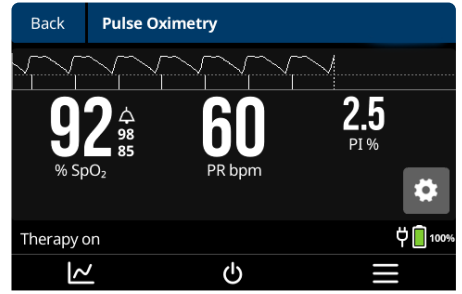 Back
Pulse Oximetry
92
98
85
% SpO₂
60
PR bpm
2.5
PI %
Therapy on
100%